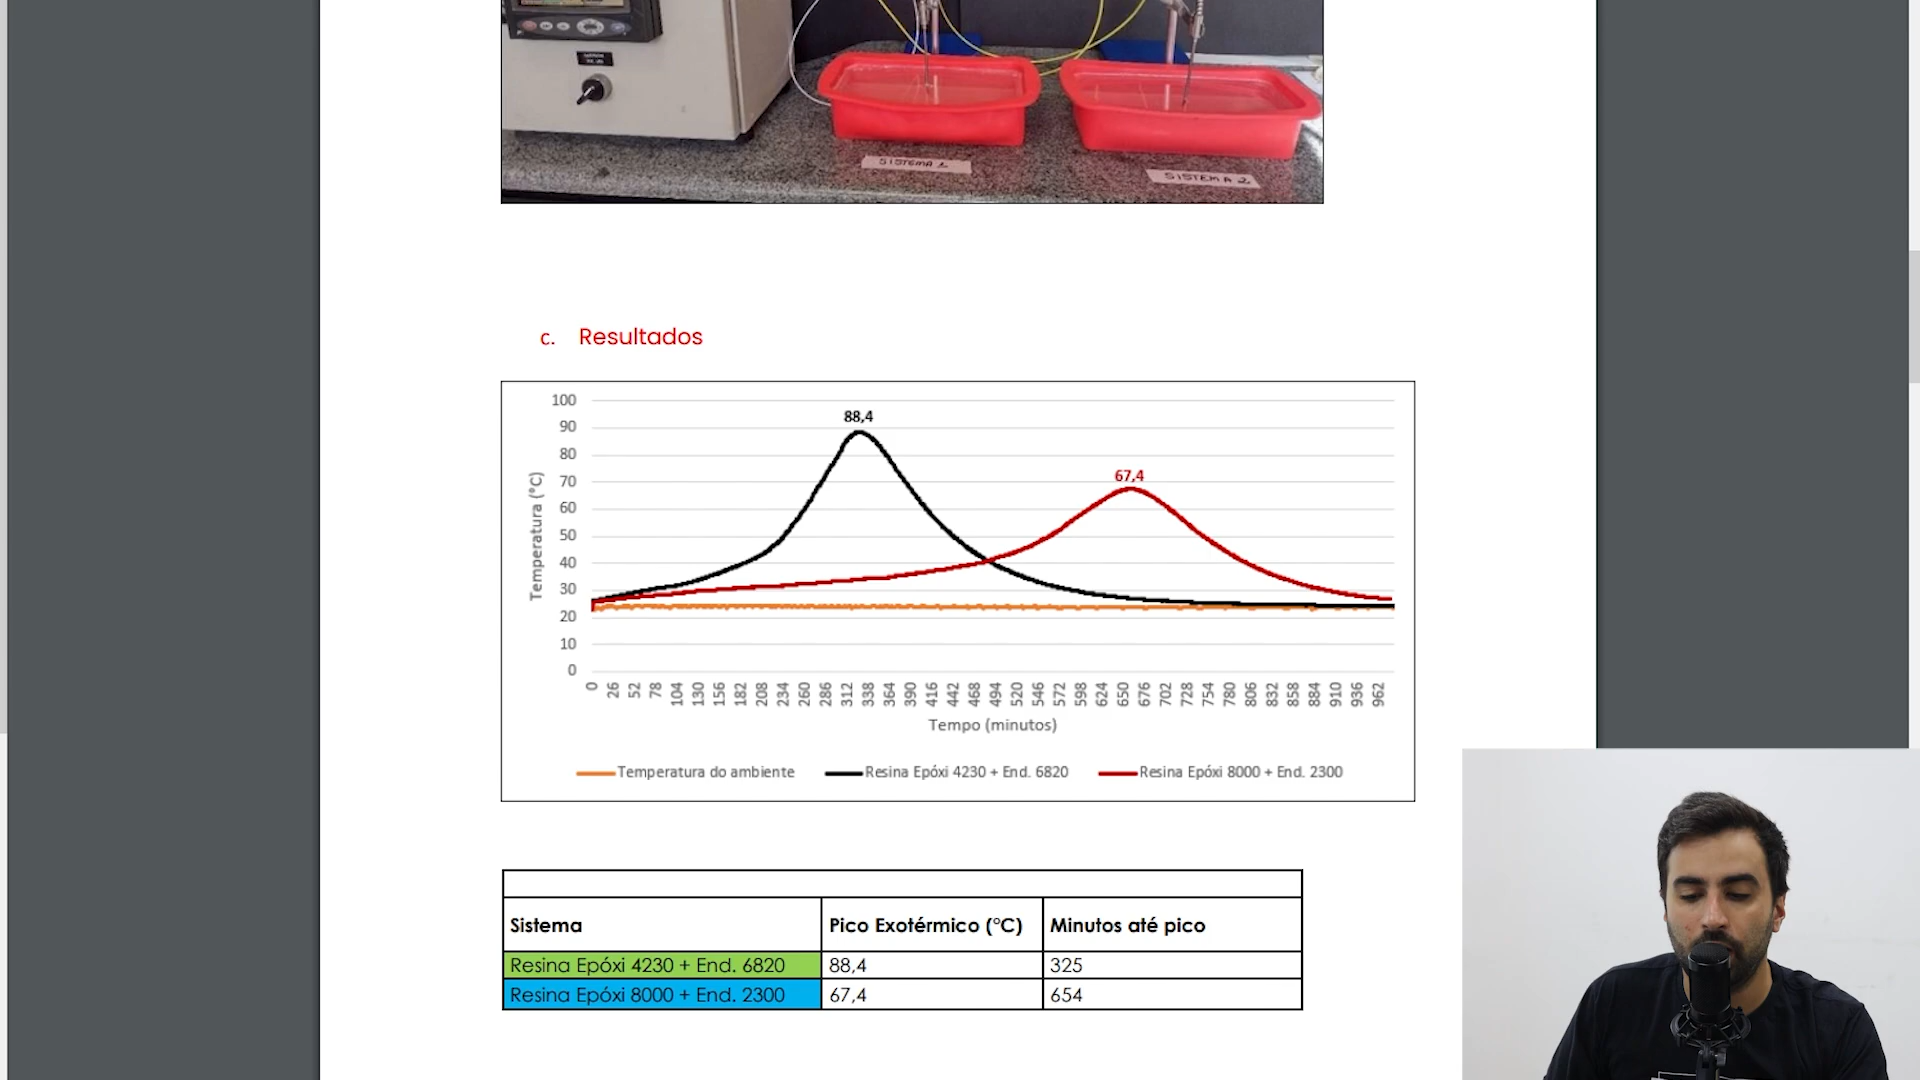 SISTEMA 1
SISTEMA 2
c. Resultados
100
90
80
70
60
50
40
30
20
10
0
Temperatura (°C)
88,4
67,4
0 26 52 78 104 130 156 182 208 234 260 286 312 338 364 390 416 442 468 494 520 546 572 598 624 650 676 702 728 754 780 806 832 858 884 910 936 962
Tempo (minutos)
Temperatura do ambiente Resina Epóxi 4230 + End. 6820 Resina Epóxi 8000 + End. 2300
Sistema Pico Exotérmico (°C) Minutos até pico
Resina Epóxi 4230 + End. 6820 88,4 325
Resina Epóxi 8000 + End. 2300 67,4 654